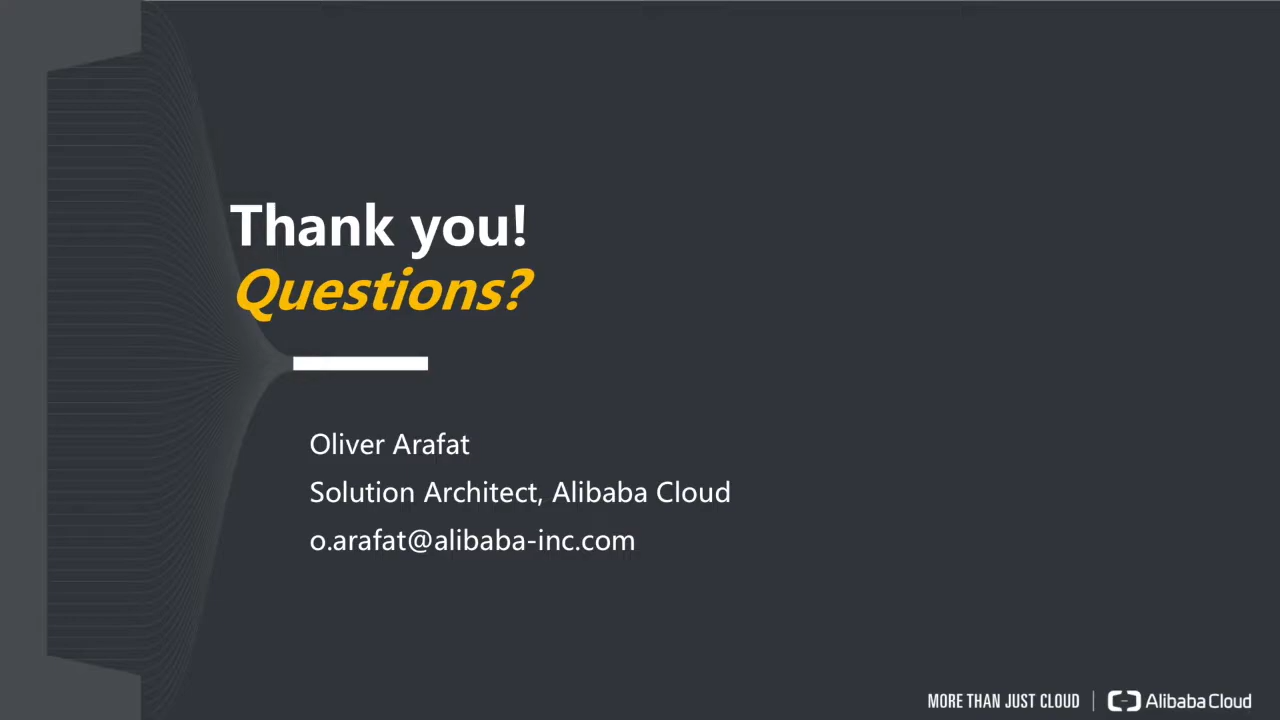 Thank you!
Questions?
Oliver Arafat
Solution Architect, Alibaba Cloud
o.arafat@alibaba-inc.com
MORE THAN JUST CLOUD | Alibaba Cloud